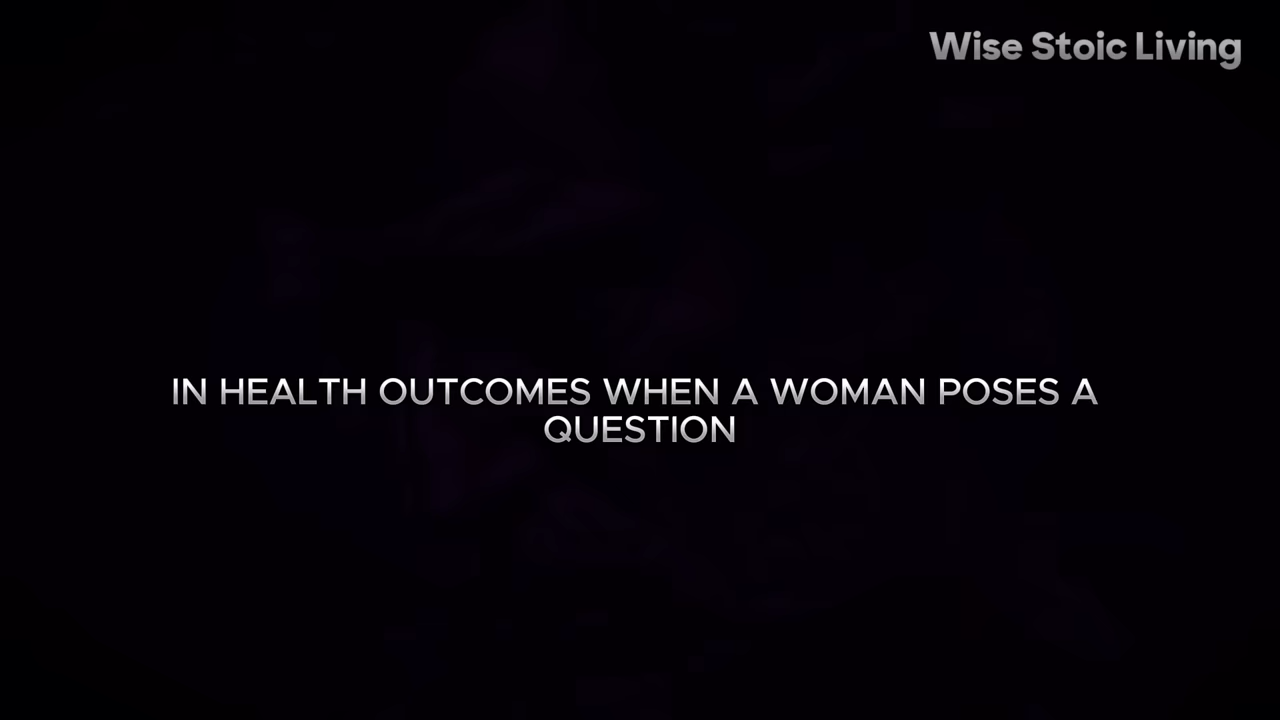 Wise Stoic Living
IN HEALTH OUTCOMES WHEN A WOMAN POSES A
QUESTION